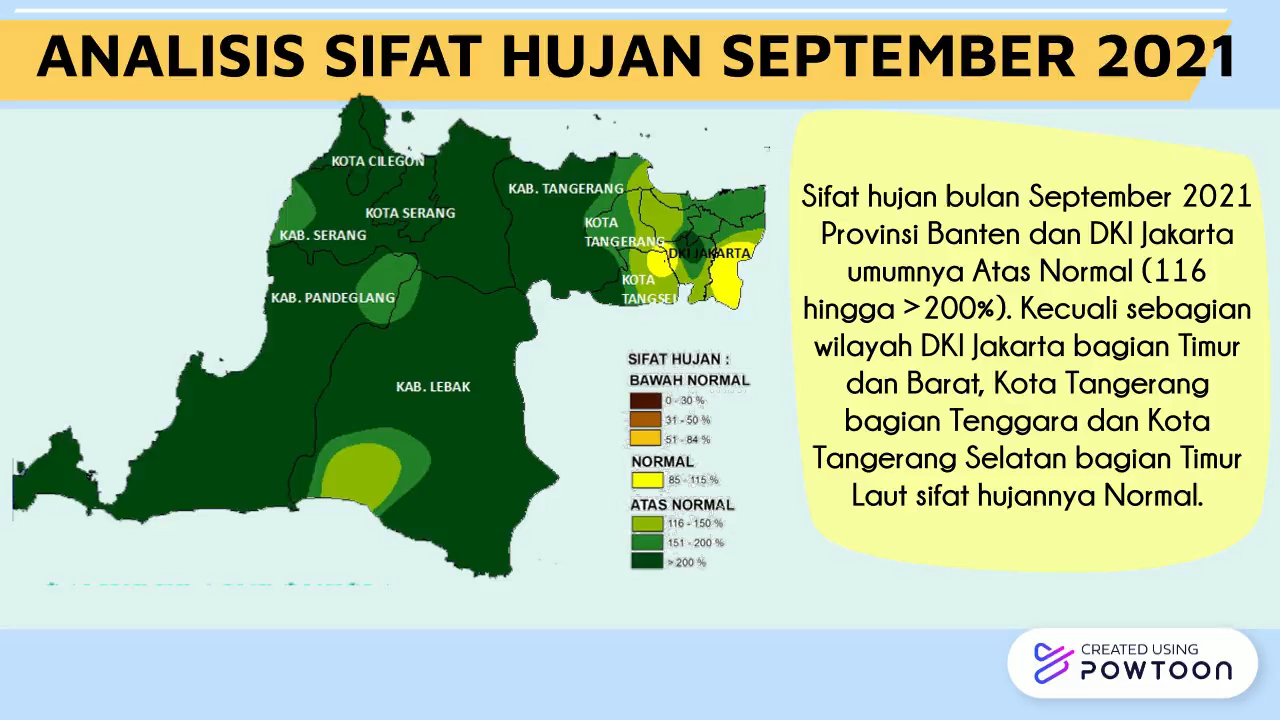 ANALISIS SIFAT HUJAN SEPTEMBER 2021
KOTA CILEGON
KAB. TANGERANG
KOTA SERANG
KOTA
TANGERANG
KAB. SERANG
DKI JAKARTA
KOTA
TANGSEL
KAB. PANDEGLANG
KAB. LEBAK
SIFAT HUJAN :
BAWAH NORMAL
0 - 30 %
31 - 50 %
51 - 84 %
NORMAL
85 - 115 %
ATAS NORMAL
116 - 150 %
151 - 200 %
> 200 %
Sifat hujan bulan September 2021
Provinsi Banten dan DKI Jakarta
umumnya Atas Normal (116
hingga >200%). Kecuali sebagian
wilayah DKI Jakarta bagian Timur
dan Barat, Kota Tangerang
bagian Tenggara dan Kota
Tangerang Selatan bagian Timur
Laut sifat hujannya Normal.
CREATED USING
POWTOON